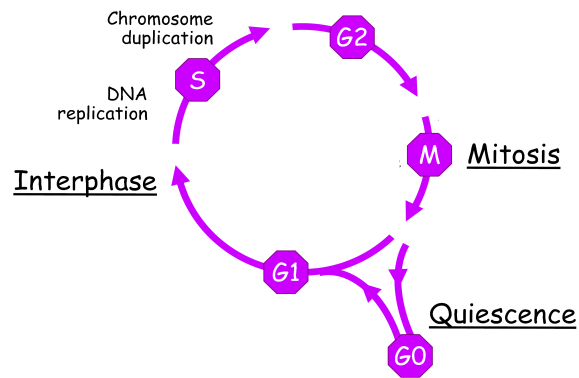 Chromosome
duplication
G2
S
DNA
replication
M
Mitosis
Interphase
G1
Quiescence
G0